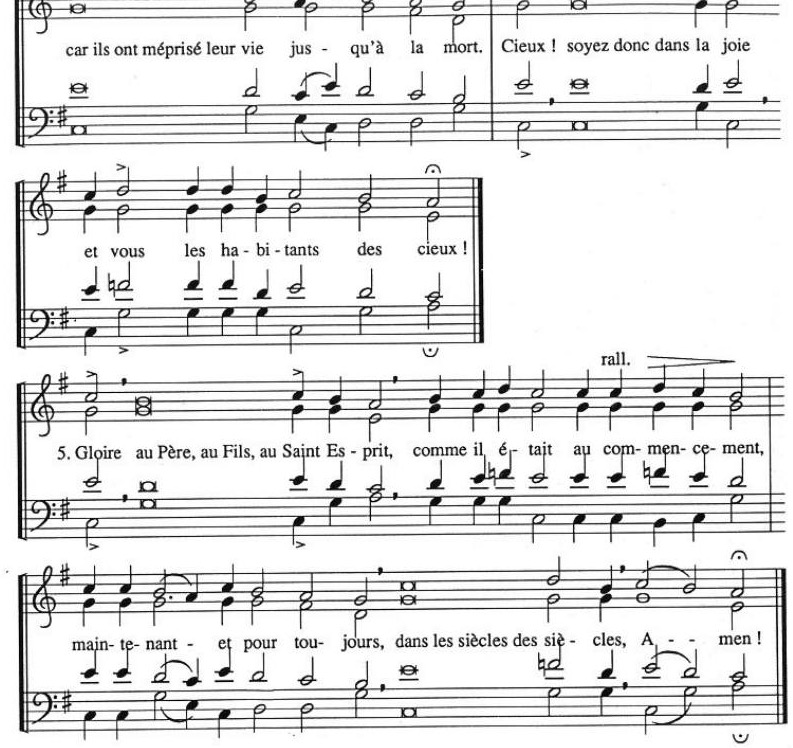 car ils ont méprisé leur vie jus - qu'à la mort. Cieux ! soyez donc dans la joie
et vous les ha - bi - tants des cieux !
rall.
5. Gloire au Père, au Fils, au Saint Es - prit, comme il é - tait au com- men- ce- ment,
main- te- nant - et pour tou- jours, dans les siècles des siè - cles, A - - men !